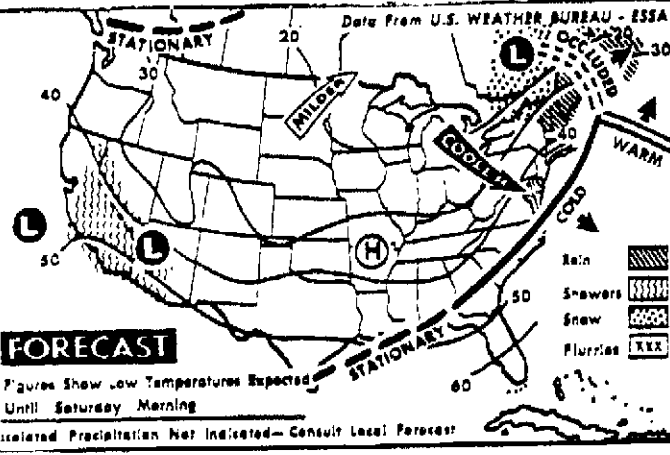 Data From U.S. WEATHER BUREAU - ESSA
STATIONARY
20
L
OCCLUDED
20
30
30
40
MILDER
COOLER
40
WARM
COLD
L
L
H
50
50
60
STATIONARY
Rain
Showers
Snow
Flurries XXX
FORECAST
Figures Show Low Temperatures Expected
Until Saturday Morning
Isolated Precipitation Not Indicated— Consult Local Forecast